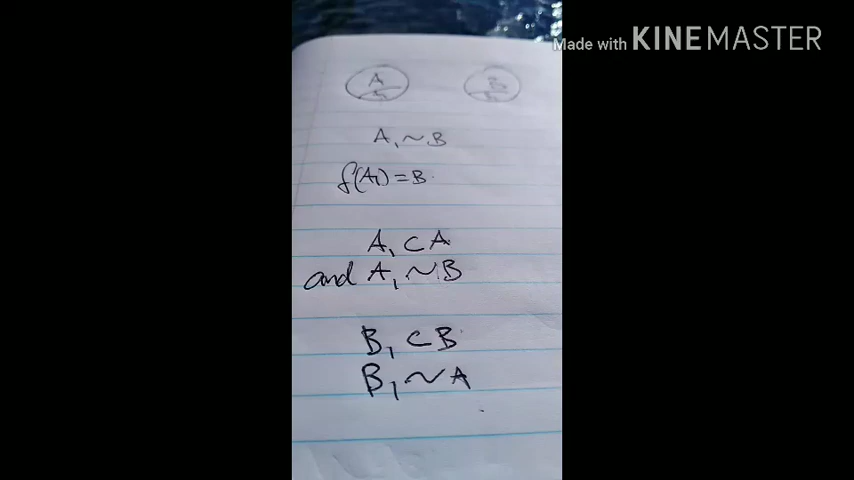 Made with KINEMASTER
A
B
A₁ ~ B
f(A₁) = B
A₁ ⊂ A
and A₁ ~ B
B₁ ⊂ B
B₁ ~ A